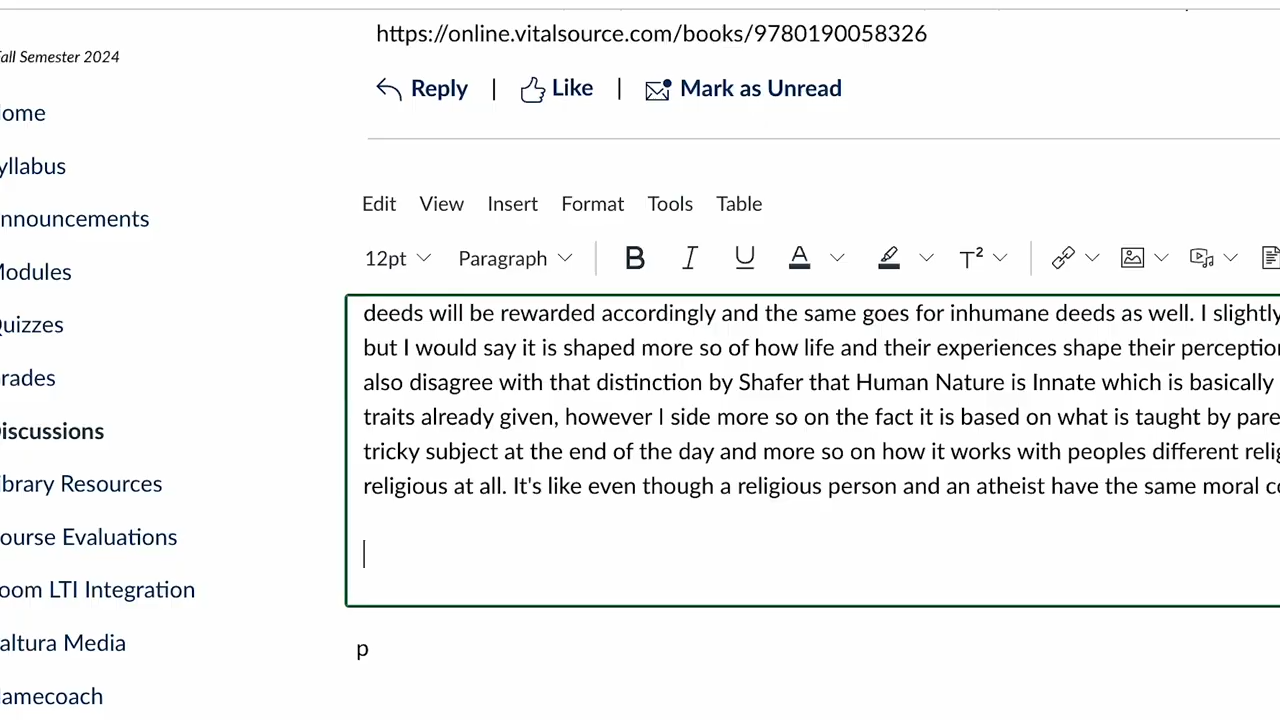 https://online.vitalsource.com/books/9780190058326
all Semester 2024
Reply | Like | Mark as Unread
ome
yllabus
nnouncements
Modules
Quizzes
rades
iscussions
ibrary Resources
ourse Evaluations
oom LTI Integration
altura Media
amecoach
Edit View Insert Format Tools Table
12pt Paragraph B I U A T²
deeds will be rewarded accordingly and the same goes for inhumane deeds as well. I slightly
but I would say it is shaped more so of how life and their experiences shape their perception
also disagree with that distinction by Shafer that Human Nature is Innate which is basically
traits already given, however I side more so on the fact it is based on what is taught by pare
tricky subject at the end of the day and more so on how it works with peoples different relig
religious at all. It's like even though a religious person and an atheist have the same moral co
p